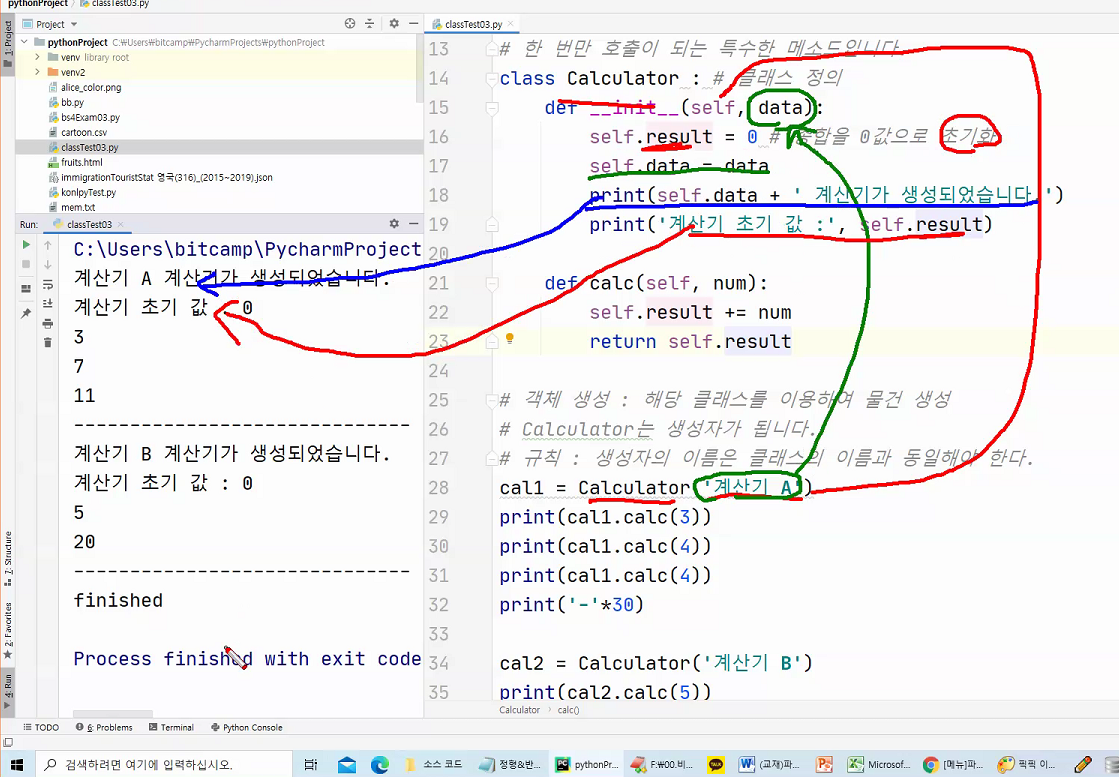 pythonProject > classTest03.py
Project
classTest03.py
1: Project
pythonProject C:\Users\bitcamp\PycharmProjects\pythonProject
venv library root
venv2
alice_color.png
bb.py
bs4Exam03.py
cartoon.csv
classTest03.py
fruits.html
immigrationTouristStat 영국(316)_(2015~2019).json
konlpyTest.py
mem.txt
Run: classTest03
C:\Users\bitcamp\PycharmProject
계산기 A 계산기가 생성되었습니다.
계산기 초기 값 : 0
3
7
11
------------------------------
계산기 B 계산기가 생성되었습니다.
계산기 초기 값 : 0
5
20
------------------------------
finished
Process finished with exit code
7: Structure
2: Favorites
4: Run
13 # 한 번만 호출이 되는 특수한 메소드입니다
14 class Calculator : # 클래스 정의
15 def __init__(self, data):
16 self.result = 0 # 총합을 0값으로 초기화
17 self.data = data
18 print(self.data + ' 계산기가 생성되었습니다.')
19 print('계산기 초기 값 :', self.result)
20
21 def calc(self, num):
22 self.result += num
23 return self.result
24
25 # 객체 생성 : 해당 클래스를 이용하여 물건 생성
26 # Calculator는 생성자가 됩니다.
27 # 규칙 : 생성자의 이름은 클래스의 이름과 동일해야 한다.
28 cal1 = Calculator('계산기 A')
29 print(cal1.calc(3))
30 print(cal1.calc(4))
31 print(cal1.calc(4))
32 print('-'*30)
33
34 cal2 = Calculator('계산기 B')
35 print(cal2.calc(5))
Calculator > calc()
TODO 6: Problems Terminal Python Console
검색하려면 여기에 입력하십시오.
소스 코드
정형&반...
pythonPr...
F:\00.비...
(교재)파...
Microsof...
[메뉴]파...
픽픽 이...